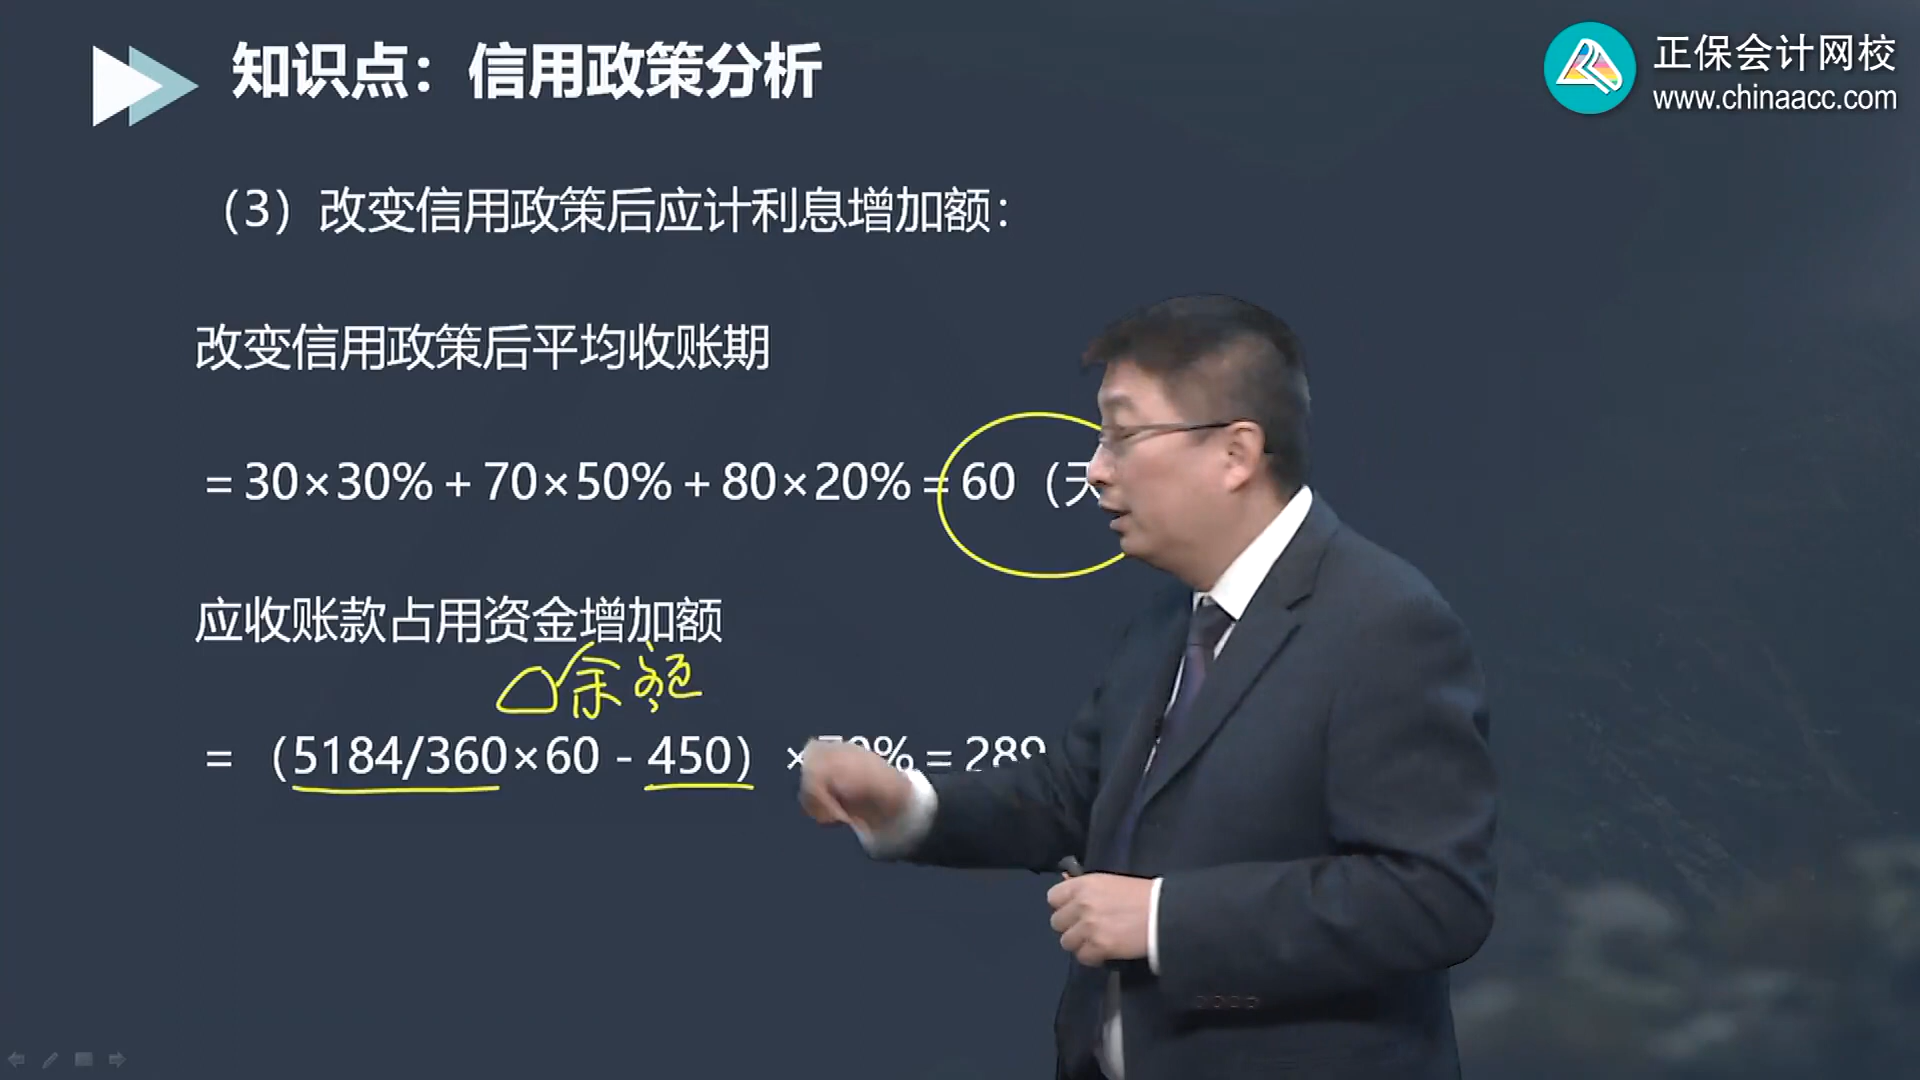 知识点：信用政策分析
正保会计网校
www.chinaacc.com
（3）改变信用政策后应计利息增加额：
改变信用政策后平均收账期
＝30×30%＋70×50%＋80×20%＝60（天
应收账款占用资金增加额
余额
＝（5184/360×60－450）×70%＝289